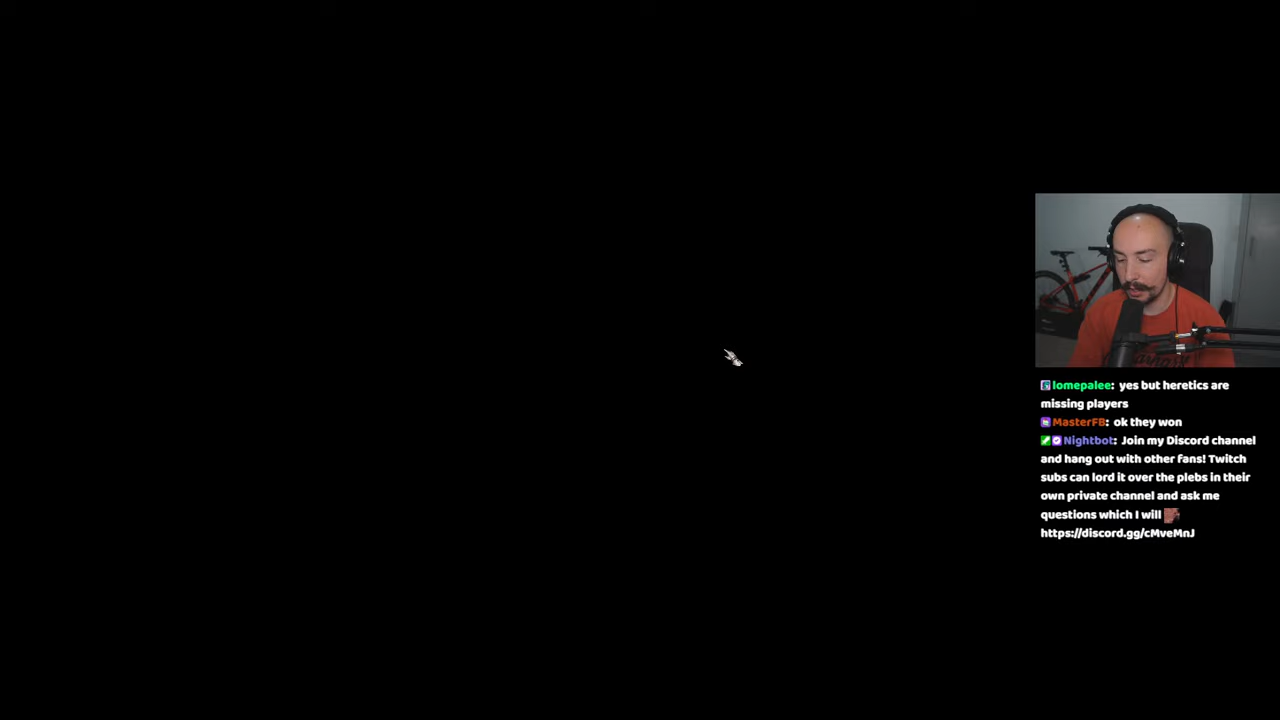 lomepalee: yes but heretics are
missing players
MasterFB: ok they won
Nightbot: Join my Discord channel
and hang out with other fans! Twitch
subs can lord it over the plebs in their
own private channel and ask me
questions which I will
https://discord.gg/cMveMnJ